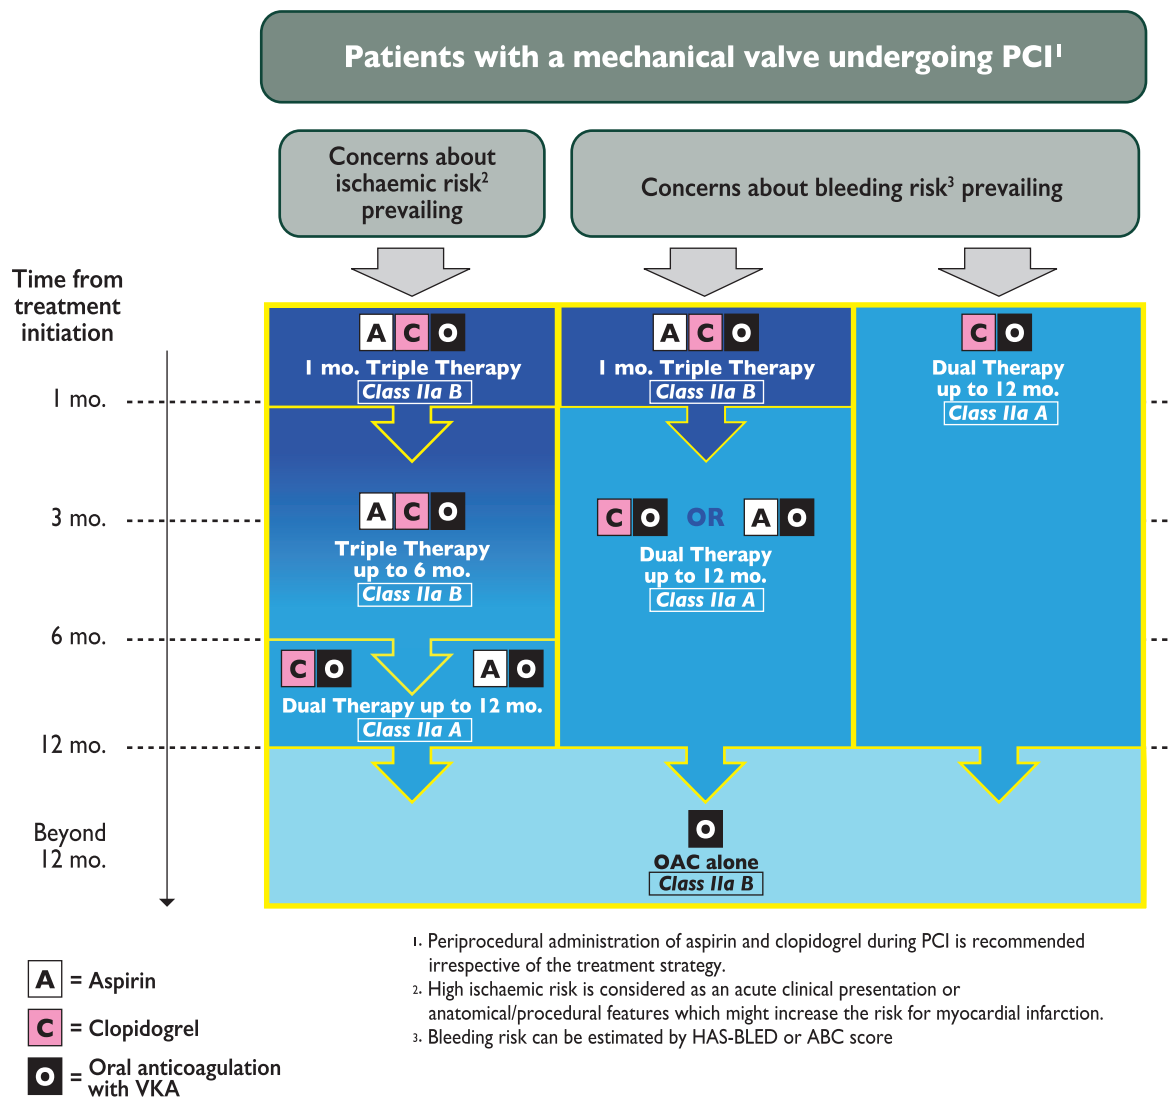 Patients with a mechanical valve undergoing PCI¹
Concerns about
ischaemic risk²
prevailing
Concerns about bleeding risk³ prevailing
Time from
treatment
initiation
A C O
1 mo. Triple Therapy
Class IIa B
A C O
1 mo. Triple Therapy
Class IIa B
C O
Dual Therapy
up to 12 mo.
Class IIa A
1 mo.
3 mo.
A C O
Triple Therapy
up to 6 mo.
Class IIa B
C O OR A O
Dual Therapy
up to 12 mo.
Class IIa A
6 mo.
C O
A O
Dual Therapy up to 12 mo.
Class IIa A
12 mo.
Beyond
12 mo.
O
OAC alone
Class IIa B
1. Periprocedural administration of aspirin and clopidogrel during PCI is recommended
irrespective of the treatment strategy.
2. High ischaemic risk is considered as an acute clinical presentation or
anatomical/procedural features which might increase the risk for myocardial infarction.
3. Bleeding risk can be estimated by HAS-BLED or ABC score
A = Aspirin
C = Clopidogrel
O = Oral anticoagulation
with VKA